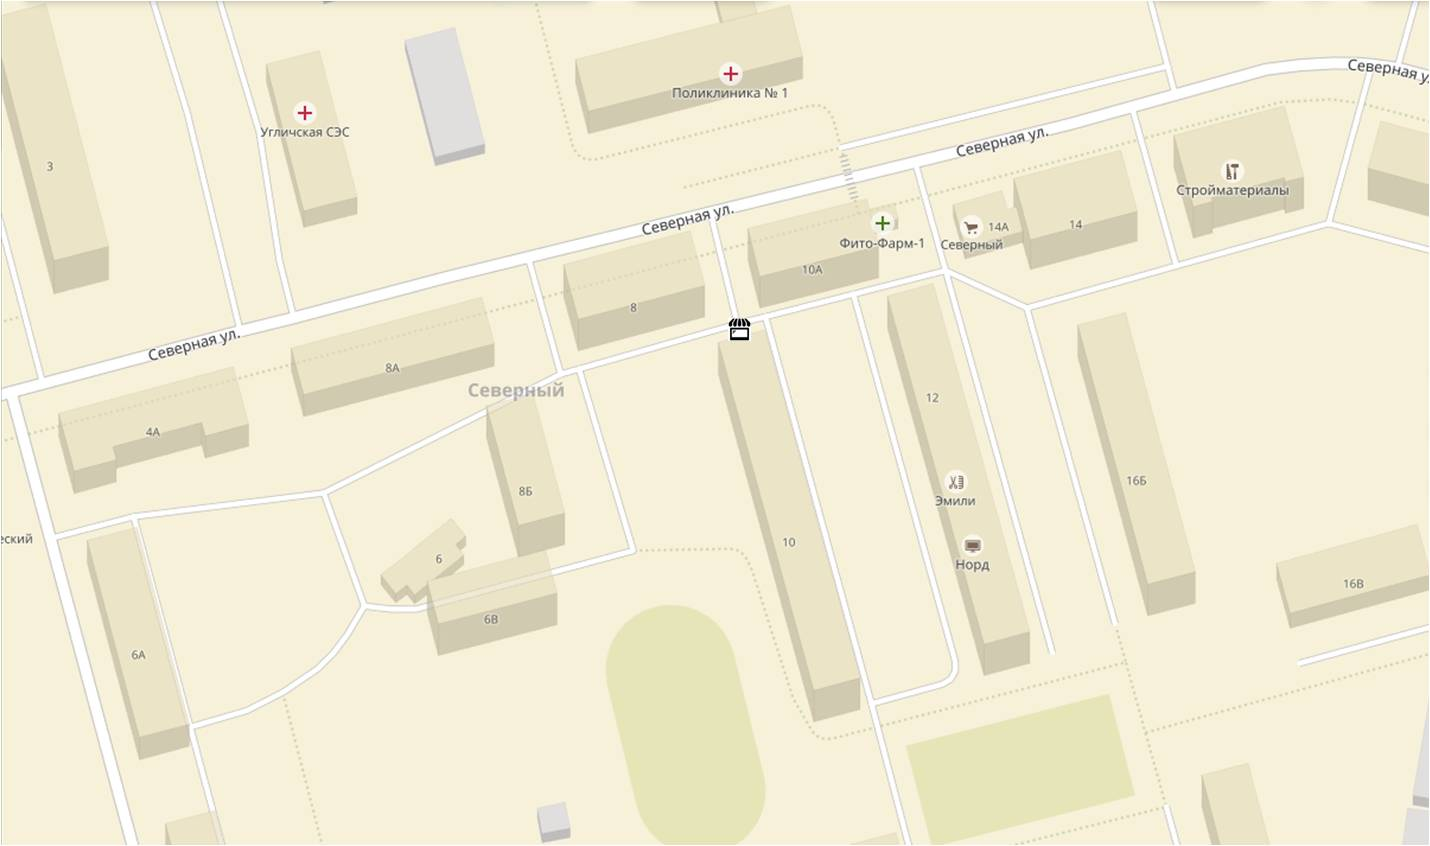 Северная у
Поликлиника № 1
Угличская СЭС
3
Северная ул.
Стройматериалы
Северная ул.
14А
14
Фито-Фарм-1
Северный
10А
8
Северная ул.
8А
Северный
12
4А
16Б
8Б
Эмили
еский
10
6
Норд
16В
6В
6А